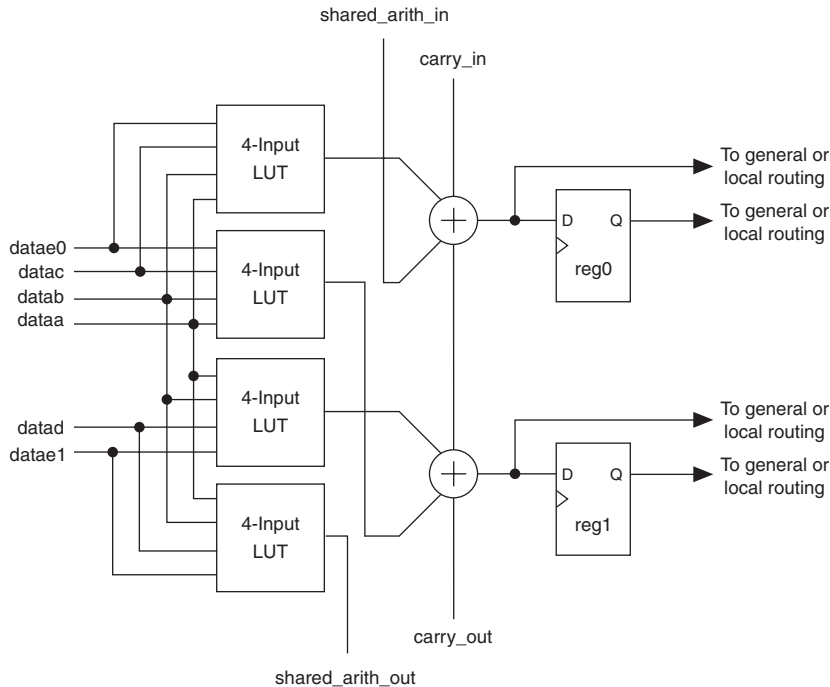 shared_arith_in
carry_in
4-Input
LUT
To general or
local routing
D
Q
To general or
local routing
reg0
datae0
datac
datab
dataa
4-Input
LUT
4-Input
LUT
datad
datae1
To general or
local routing
D
Q
To general or
local routing
reg1
4-Input
LUT
carry_out
shared_arith_out